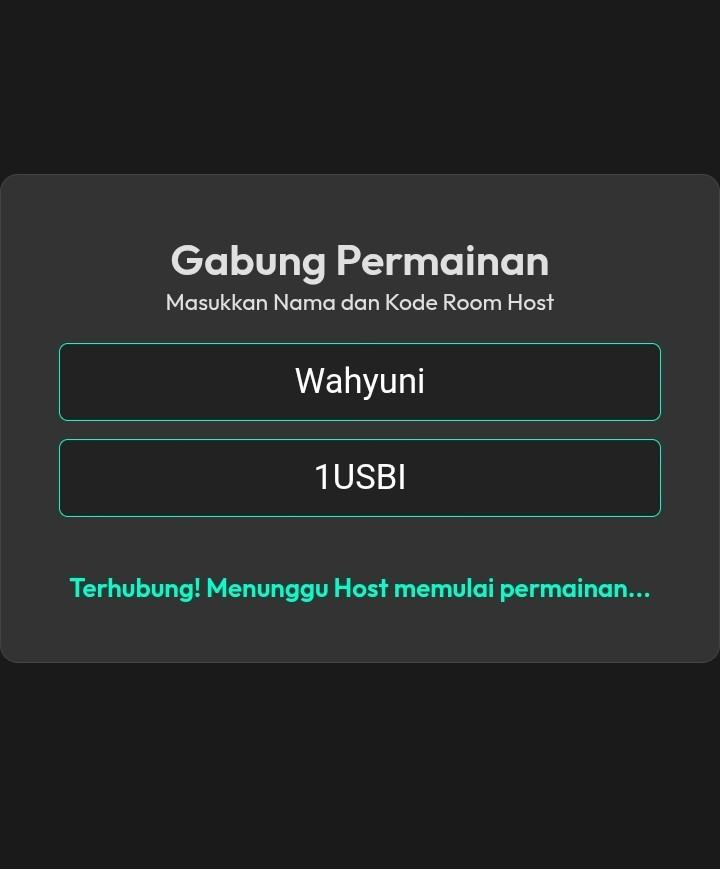 Gabung Permainan
Masukkan Nama dan Kode Room Host
Wahyuni
1USBI
Terhubung! Menunggu Host memulai permainan...